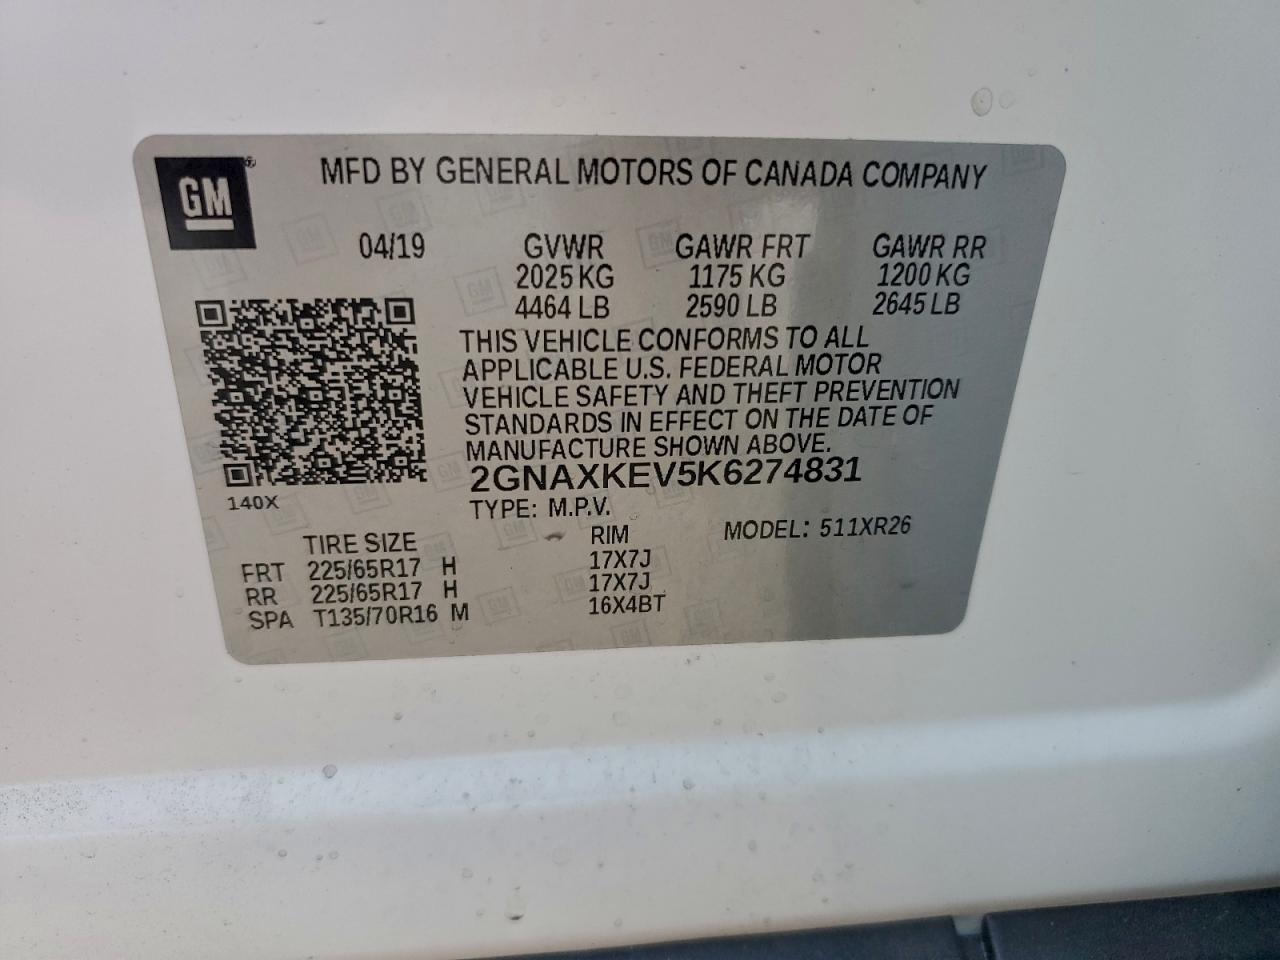 GM®
MFD BY GENERAL MOTORS OF CANADA COMPANY
04/19 GVWR GAWR FRT GAWR RR
2025 KG 1175 KG 1200 KG
4464 LB 2590 LB 2645 LB
THIS VEHICLE CONFORMS TO ALL
APPLICABLE U.S. FEDERAL MOTOR
VEHICLE SAFETY AND THEFT PREVENTION
STANDARDS IN EFFECT ON THE DATE OF
MANUFACTURE SHOWN ABOVE.
2GNAXKEV5K6274831
140X
TYPE: M.P.V.
TIRE SIZE RIM MODEL: 511XR26
FRT 225/65R17 H 17X7J
RR 225/65R17 H 17X7J
SPA T135/70R16 M 16X4BT